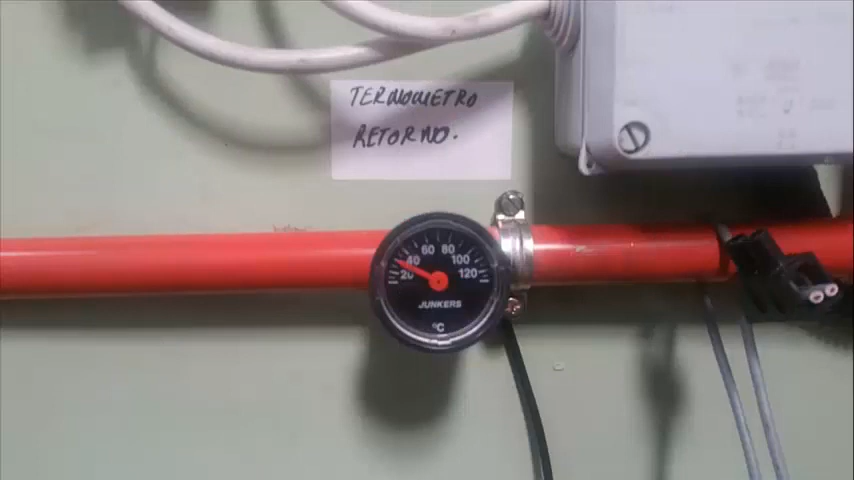 TERMOMETRO
RETORNO.
20 40 60 80 100 120
JUNKERS
°C